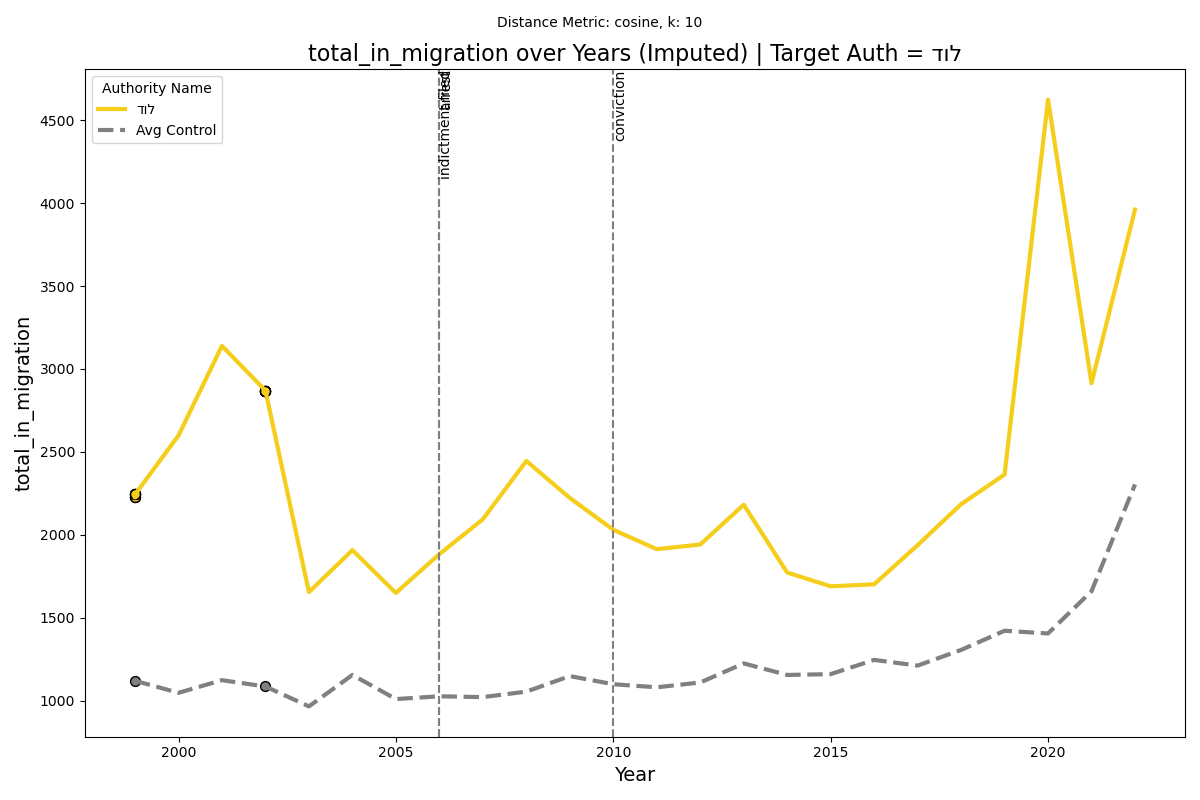 Distance Metric: cosine, k: 10
total_in_migration over Years (Imputed) | Target Auth = לוד
Authority Name
לוד
Avg Control
indictment filed
arrest
conviction
total_in_migration
4500
4000
3500
3000
2500
2000
1500
1000
2000
2005
2010
2015
2020
Year